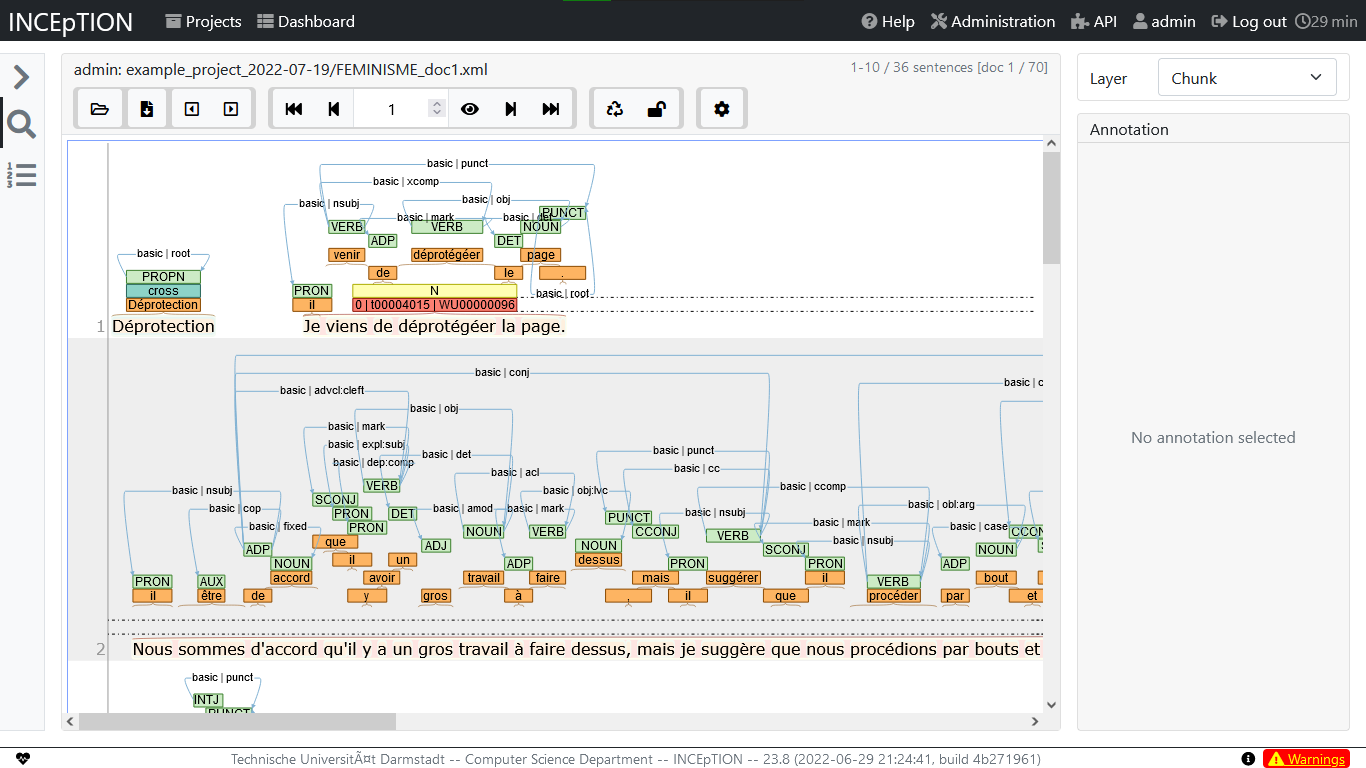 INCEpTION Projects Dashboard Help Administration API admin Log out 29 min
admin: example_project_2022-07-19/FEMINISME_doc1.xml 1-10 / 36 sentences [doc 1 / 70]
1
Layer Chunk
Annotation
No annotation selected
basic | punct
basic | xcomp
basic | nsubj basic | obj
basic | mark
PUNCT
VERB VERB NOUN
ADP DET
basic | root venir déprotégéer page
de le .
PROPN
cross PRON N basic | root
Déprotection il 0 | t00004015 | WU00000096
1 Déprotection Je viens de déprotégéer la page.
basic | conj basic | c
basic | advcl:cleft
basic | obj
basic | mark
basic | expl:subj basic | det basic | punct
basic | dep:comp basic | acl basic | cc
VERB
basic | nsubj SCONJ basic | obj:lvc basic | ccomp
basic | cop PRON DET basic | amod basic | mark PUNCT basic | nsubj basic | obl:arg
basic | fixed PRON NOUN VERB CCONJ VERB basic | mark basic | case
que ADJ NOUN basic | nsubj
ADP NOUN il un ADP dessus PRON SCONJ PRON ADP NOUN
PRON AUX accord avoir travail faire mais suggérer il VERB bout
il être de y gros à , il que procéder par et
2 Nous sommes d'accord qu'il y a un gros travail à faire dessus, mais je suggère que nous procédions par bouts et
basic | punct
INTJ
PUNCT
Technische UniversitÃ¤t Darmstadt -- Computer Science Department -- INCEpTION -- 23.8 (2022-06-29 21:24:41, build 4b271961) Warnings